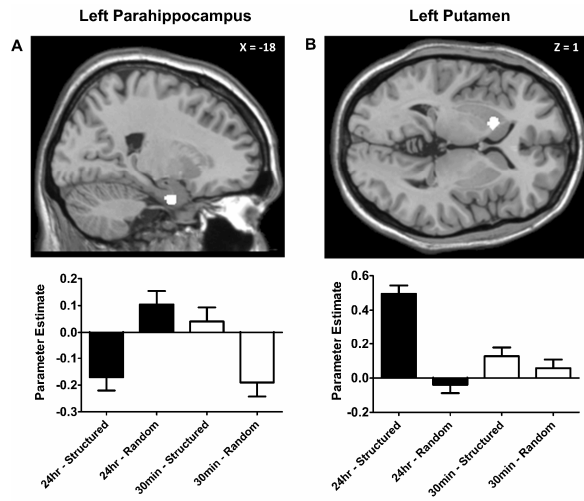 Left Parahippocampus
A
X = -18
Parameter Estimate
0.2
0.1
0.0
-0.1
-0.2
-0.3
24hr - Structured
24hr - Random
30min - Structured
30min - Random
Left Putamen
B
Z = 1
Parameter Estimate
0.6
0.4
0.2
0.0
-0.2
24hr - Structured
24hr - Random
30min - Structured
30min - Random